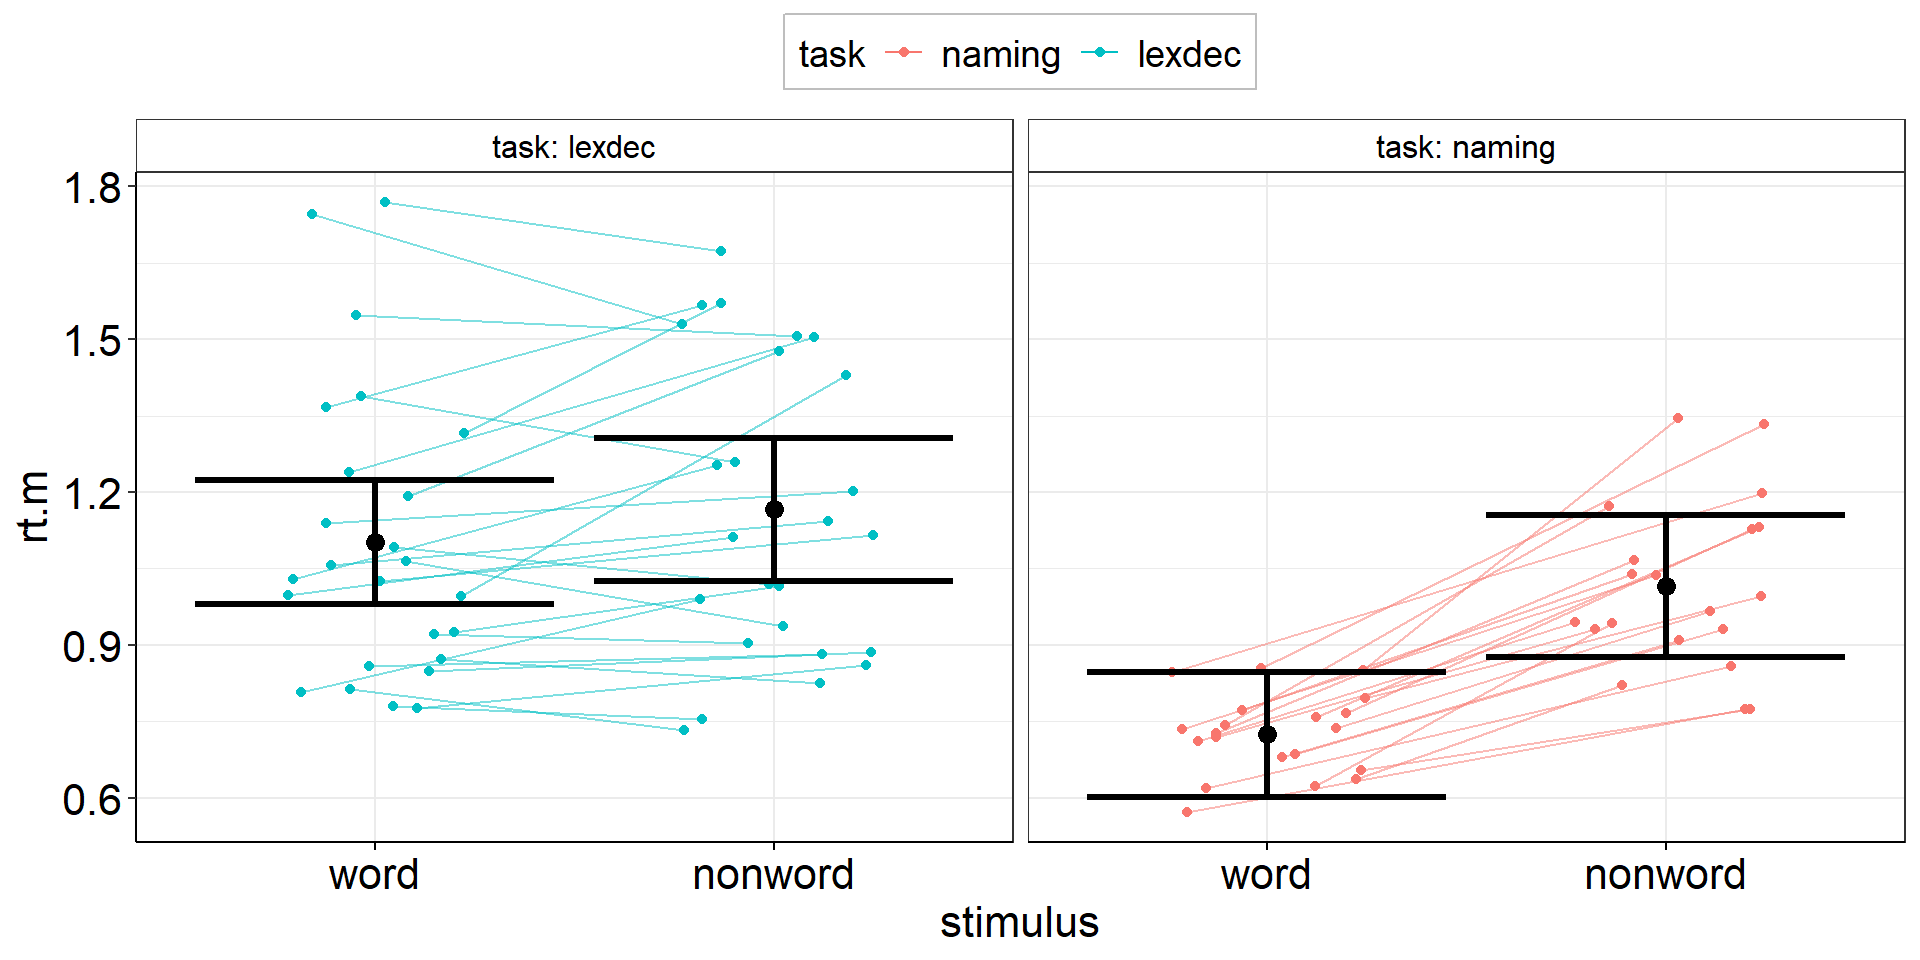 task naming lexdec
task: lexdec
task: naming
1.8
1.5
1.2
0.9
0.6
rt.m
word nonword
word nonword
stimulus